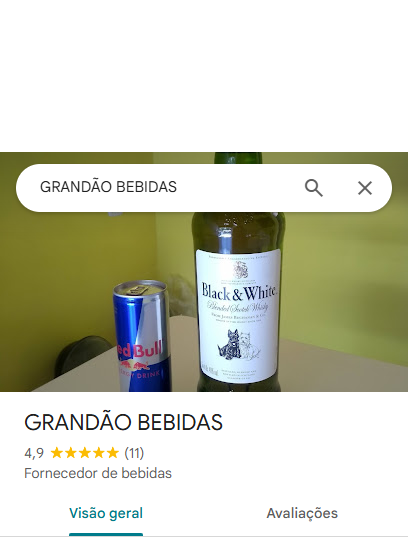 GRANDÃO BEBIDAS
Black & White
Blended Scotch Whisky
Red Bull
ENERGY DRINK
GRANDÃO BEBIDAS
4,9 (11)
Fornecedor de bebidas
Visão geral Avaliações